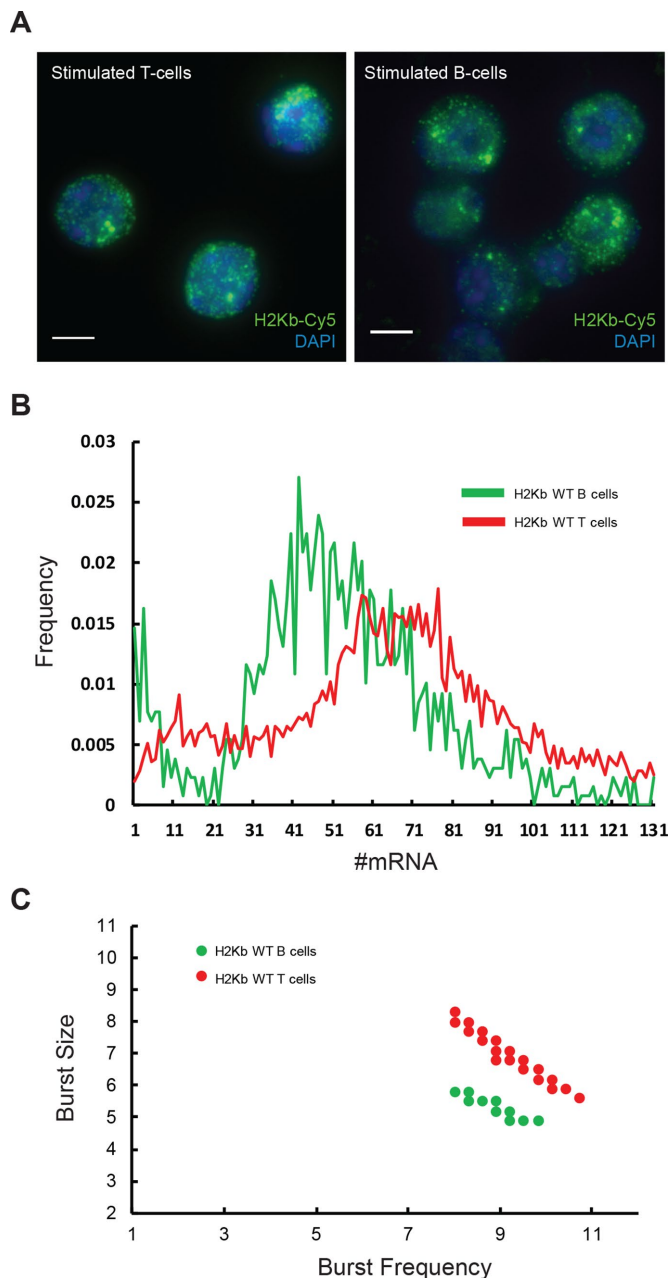 A
Stimulated T-cells
H2Kb-Cy5
DAPI
Stimulated B-cells
H2Kb-Cy5
DAPI
B
0.03
0.025
0.02
0.015
0.01
0.005
0
Frequency
H2Kb WT B cells
H2Kb WT T cells
1 11 21 31 41 51 61 71 81 91 101 111 121 131
#mRNA
C
11
10
9
8
7
6
5
4
3
2
Burst Size
H2Kb WT B cells
H2Kb WT T cells
1 3 5 7 9 11
Burst Frequency